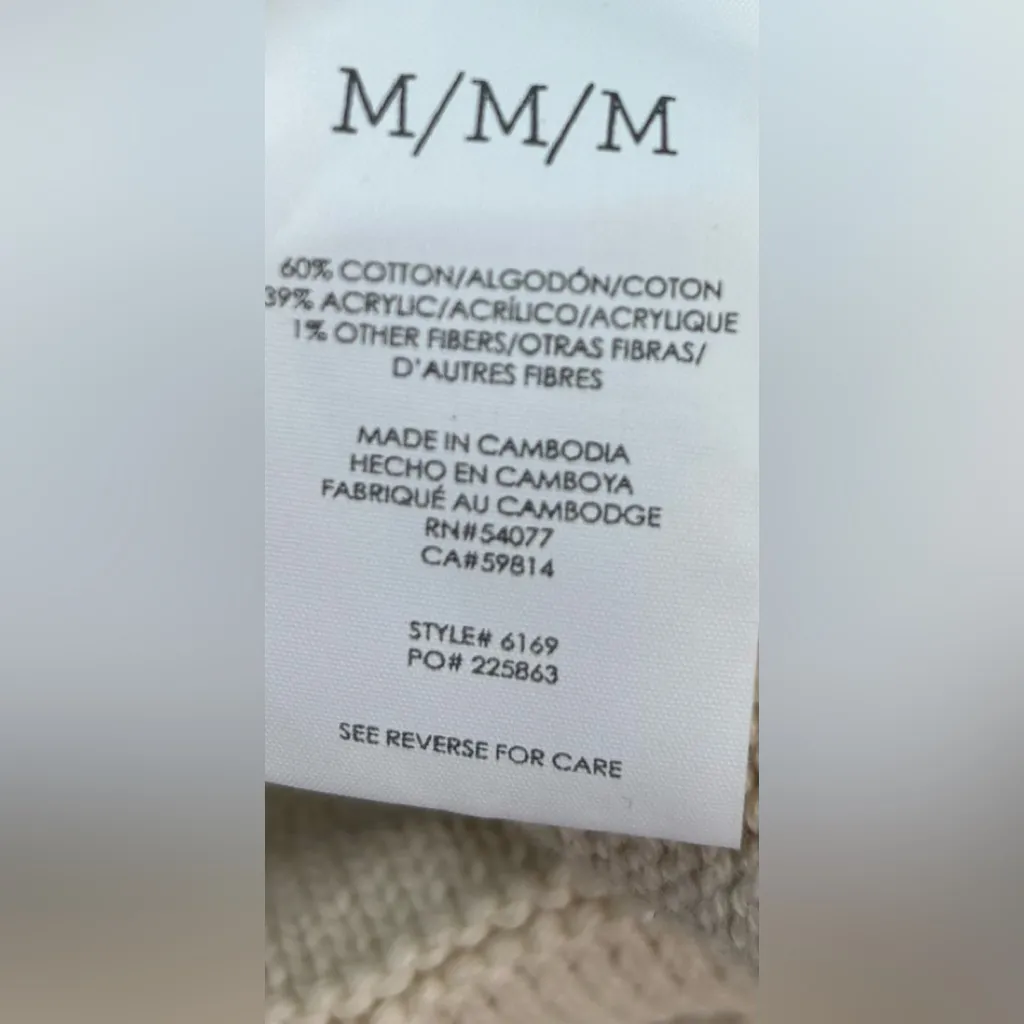 M/M/M
60% COTTON/ALGODÓN/COTON
39% ACRYLIC/ACRÍLICO/ACRYLIQUE
1% OTHER FIBERS/OTRAS FIBRAS/
D'AUTRES FIBRES
MADE IN CAMBODIA
HECHO EN CAMBOYA
FABRIQUÉ AU CAMBODGE
RN#54077
CA#59814
STYLE# 6169
PO# 225863
SEE REVERSE FOR CARE